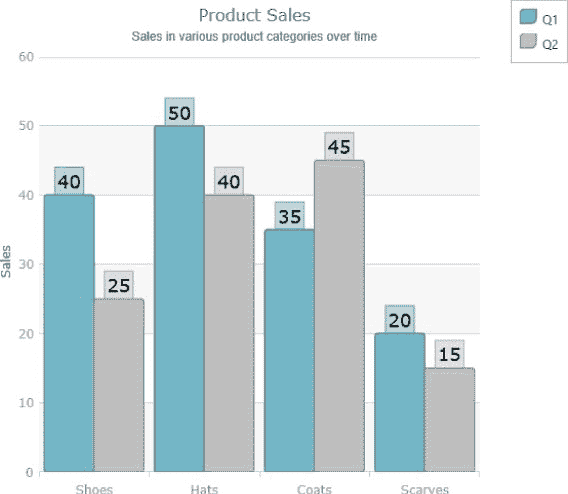 Product Sales
Sales in various product categories over time
Q1
Q2
Sales
60
50
40
30
20
10
0
40
25
50
40
35
45
20
15
Shoes
Hats
Coats
Scarves